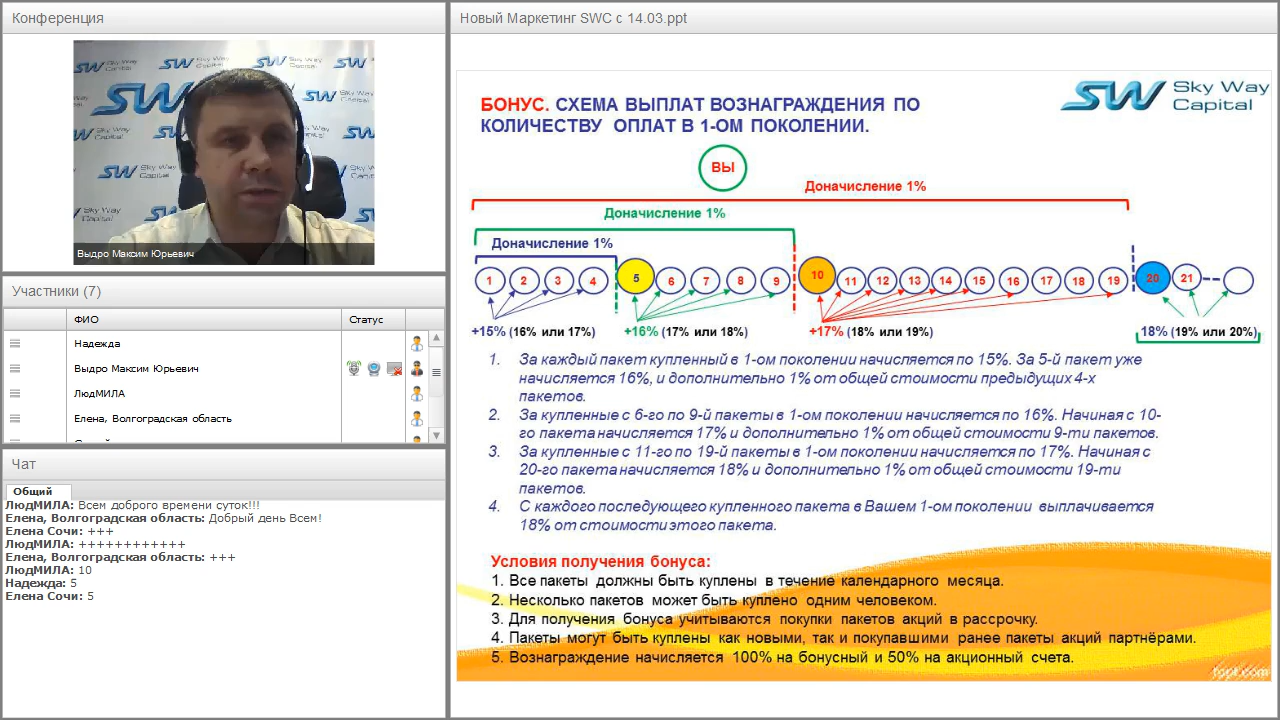 Конференция
Sky Way Capital
Выдро Максим Юрьевич
Участники (7)
ФИО
Статус
Надежда
Выдро Максим Юрьевич
ЛюдМИЛА
Елена, Волгоградская область
Чат
Общий
ЛюдМИЛА: Всем доброго времени суток!!!
Елена, Волгоградская область: Добрый день Всем!
Елена Сочи: +++
ЛюдМИЛА: ++++++++++++
Елена, Волгоградская область: +++
ЛюдМИЛА: 10
Надежда: 5
Елена Сочи: 5
Новый Маркетинг SWC с 14.03.ppt
SW Sky Way
Capital
БОНУС. СХЕМА ВЫПЛАТ ВОЗНАГРАЖДЕНИЯ ПО
КОЛИЧЕСТВУ ОПЛАТ В 1-ОМ ПОКОЛЕНИИ.
ВЫ
Доначисление 1%
Доначисление 1%
Доначисление 1%
1 2 3 4 5 6 7 8 9 10 11 12 13 14 15 16 17 18 19 20 21
+15% (16% или 17%) +16% (17% или 18%) +17% (18% или 19%) 18% (19% или 20%)
1. За каждый пакет купленный в 1-ом поколении начисляется по 15%. За 5-й пакет уже
начисляется 16%, и дополнительно 1% от общей стоимости предыдущих 4-х
пакетов.
2. За купленные с 6-го по 9-й пакеты в 1-ом поколении начисляется по 16%. Начиная с 10-
го пакета начисляется 17% и дополнительно 1% от общей стоимости 9-ти пакетов.
3. За купленные с 11-го по 19-й пакеты в 1-ом поколении начисляется по 17%. Начиная с
20-го пакета начисляется 18% и дополнительно 1% от общей стоимости 19-ти
пакетов.
4. С каждого последующего купленного пакета в Вашем 1-ом поколении выплачивается
18% от стоимости этого пакета.
Условия получения бонуса:
1. Все пакеты должны быть куплены в течение календарного месяца.
2. Несколько пакетов может быть куплено одним человеком.
3. Для получения бонуса учитываются покупки пакетов акций в рассрочку.
4. Пакеты могут быть куплены как новыми, так и покупавшими ранее пакеты акций партнёрами.
5. Вознаграждение начисляется 100% на бонусный и 50% на акционный счета.